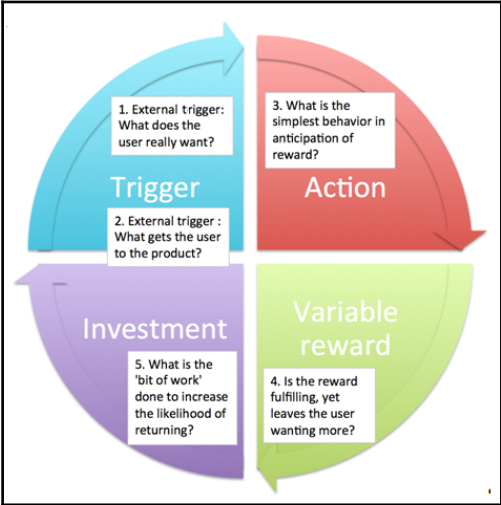 1. External trigger:
What does the
user really want?
Trigger
2. External trigger :
What gets the user
to the product?
3. What is the
simplest behavior in
anticipation of
reward?
Action
Variable
reward
4. Is the reward
fulfilling, yet
leaves the user
wanting more?
Investment
5. What is the
'bit of work'
done to increase
the likelihood of
returning?